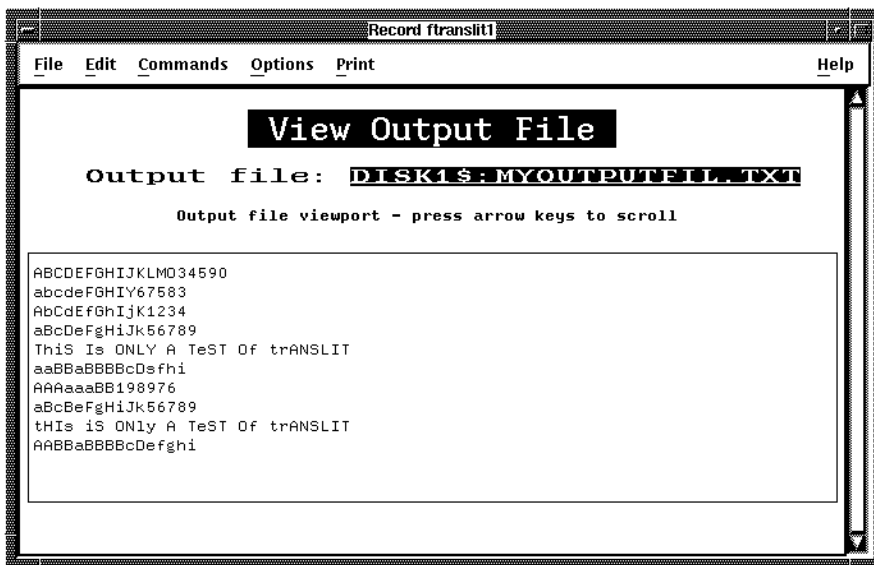 Record ftranslit1
File Edit Commands Options Print Help
View Output File
Output file: DISK1$:MYOUTPUTFIL.TXT
Output file viewport - press arrow keys to scroll
ABCDEFGHIJKLMO34590
abcdeFGHIY67583
AbCdEfGhIjK1234
aBcDeFgHiJk56789
ThiS Is ONLY A TeST Of trANSLIT
aaBBaBBBBcDsfhi
AAAaaaBB198976
aBcBeFgHiJk56789
tHIs iS ONly A TeST Of trANSLIT
AABBaBBBBcDefghi